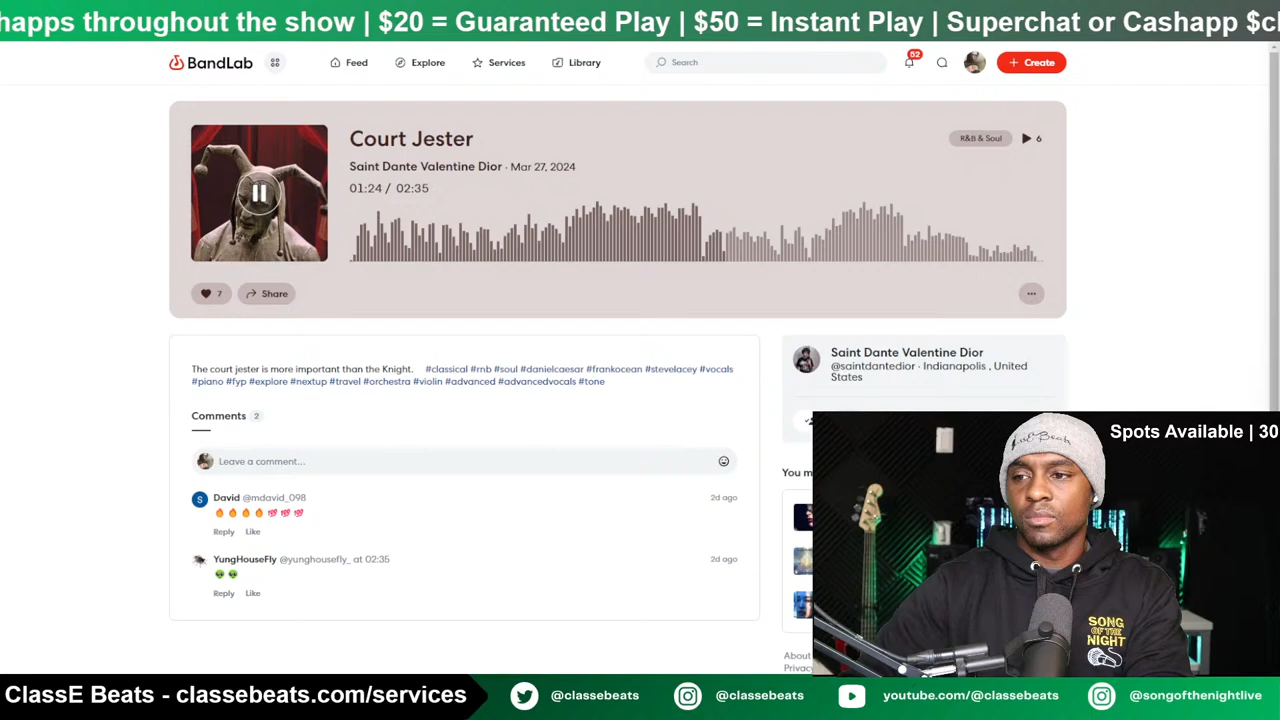 happs throughout the show | $20 = Guaranteed Play | $50 = Instant Play | Superchat or Cashapp $cl
BandLab
Feed
Explore
Services
Library
Search
52
Create
Court Jester
R&B & Soul
6
Saint Dante Valentine Dior · Mar 27, 2024
01:24 / 02:35
7
Share
The court jester is more important than the Knight. #classical #rnb #soul #danielcaesar #frankocean #stevelacey #vocals
#piano #fyp #explore #nextup #travel #orchestra #violin #advanced #advancedvocals #tone
Saint Dante Valentine Dior
@saintdantedior · Indianapolis , United
States
Comments 2
Leave a comment...
S
David @mdavid_098
2d ago
Reply Like
YungHouseFly @yunghousefly_ at 02:35
2d ago
Reply Like
You m
About
Privac
Spots Available | 30
ClassE Beats
SONG
OF THE
NIGHT
ClassE Beats - classebeats.com/services
@classebeats
@classebeats
youtube.com/@classebeats
@songofthenightlive